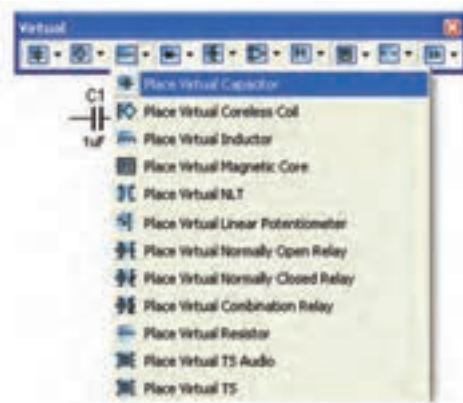 Virtual
Place Virtual Capacitor
C1
Place Virtual Coreless Coil
1uF
Place Virtual Inductor
Place Virtual Magnetic Core
Place Virtual NLT
Place Virtual Linear Potentiometer
Place Virtual Normally Open Relay
Place Virtual Normally Closed Relay
Place Virtual Combination Relay
Place Virtual Resistor
Place Virtual TS Audio
Place Virtual TS